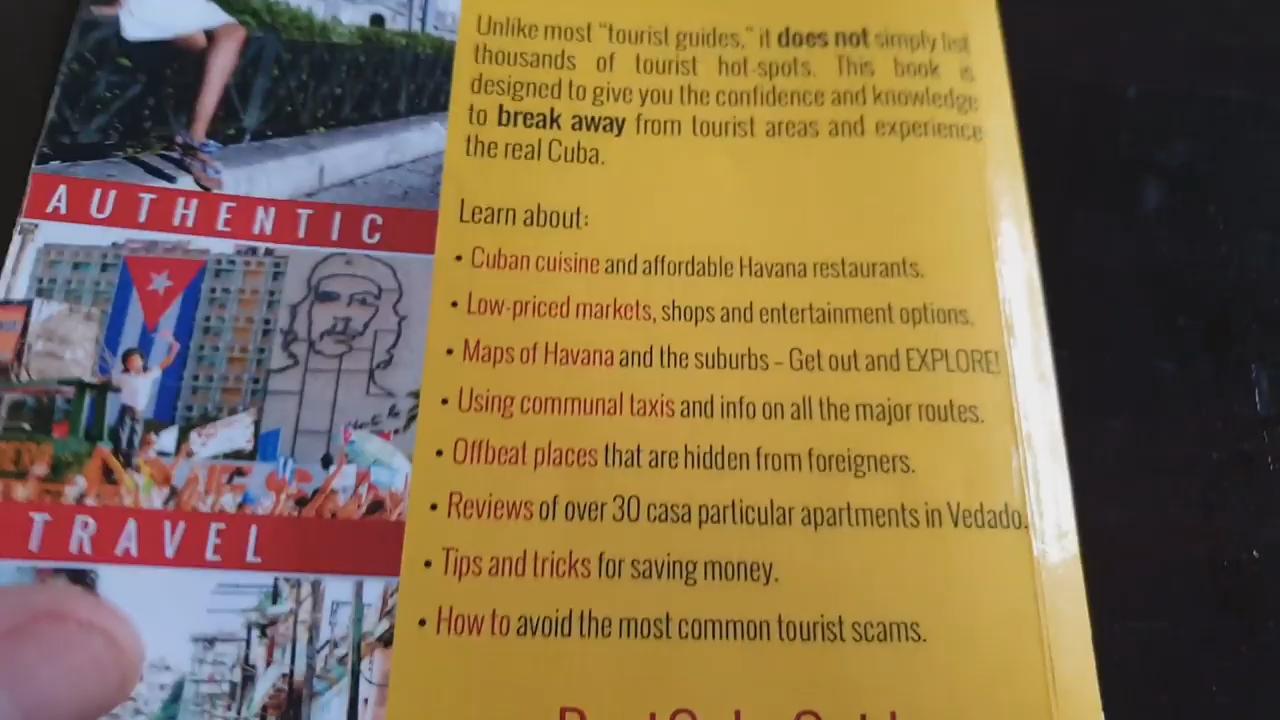 Unlike most "tourist guides," it does not simply list
thousands of tourist hot-spots. This book is
designed to give you the confidence and knowledge
to break away from tourist areas and experience
the real Cuba.
AUTHENTIC
Learn about:
• Cuban cuisine and affordable Havana restaurants.
• Low-priced markets, shops and entertainment options.
• Maps of Havana and the suburbs – Get out and EXPLORE!
• Using communal taxis and info on all the major routes.
• Offbeat places that are hidden from foreigners.
• Reviews of over 30 casa particular apartments in Vedado.
TRAVEL
• Tips and tricks for saving money.
• How to avoid the most common tourist scams.